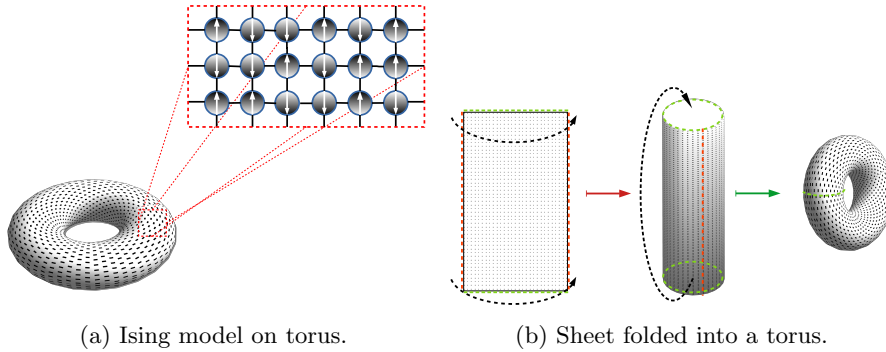 (a) Ising model on torus.
(b) Sheet folded into a torus.